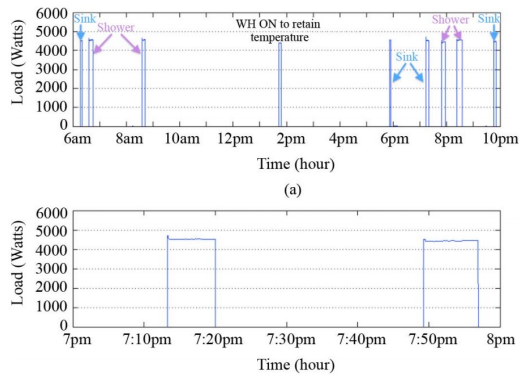 6000
5000
4000
3000
2000
1000
0
Load (Watts)
Sink
Shower
WH ON to retain
temperature
Sink
Shower
Sink
6am 8am 10am 12pm 2pm 4pm 6pm 8pm 10pm
Time (hour)
(a)
6000
5000
4000
3000
2000
1000
0
Load (Watts)
7pm 7:10pm 7:20pm 7:30pm 7:40pm 7:50pm 8pm
Time (hour)